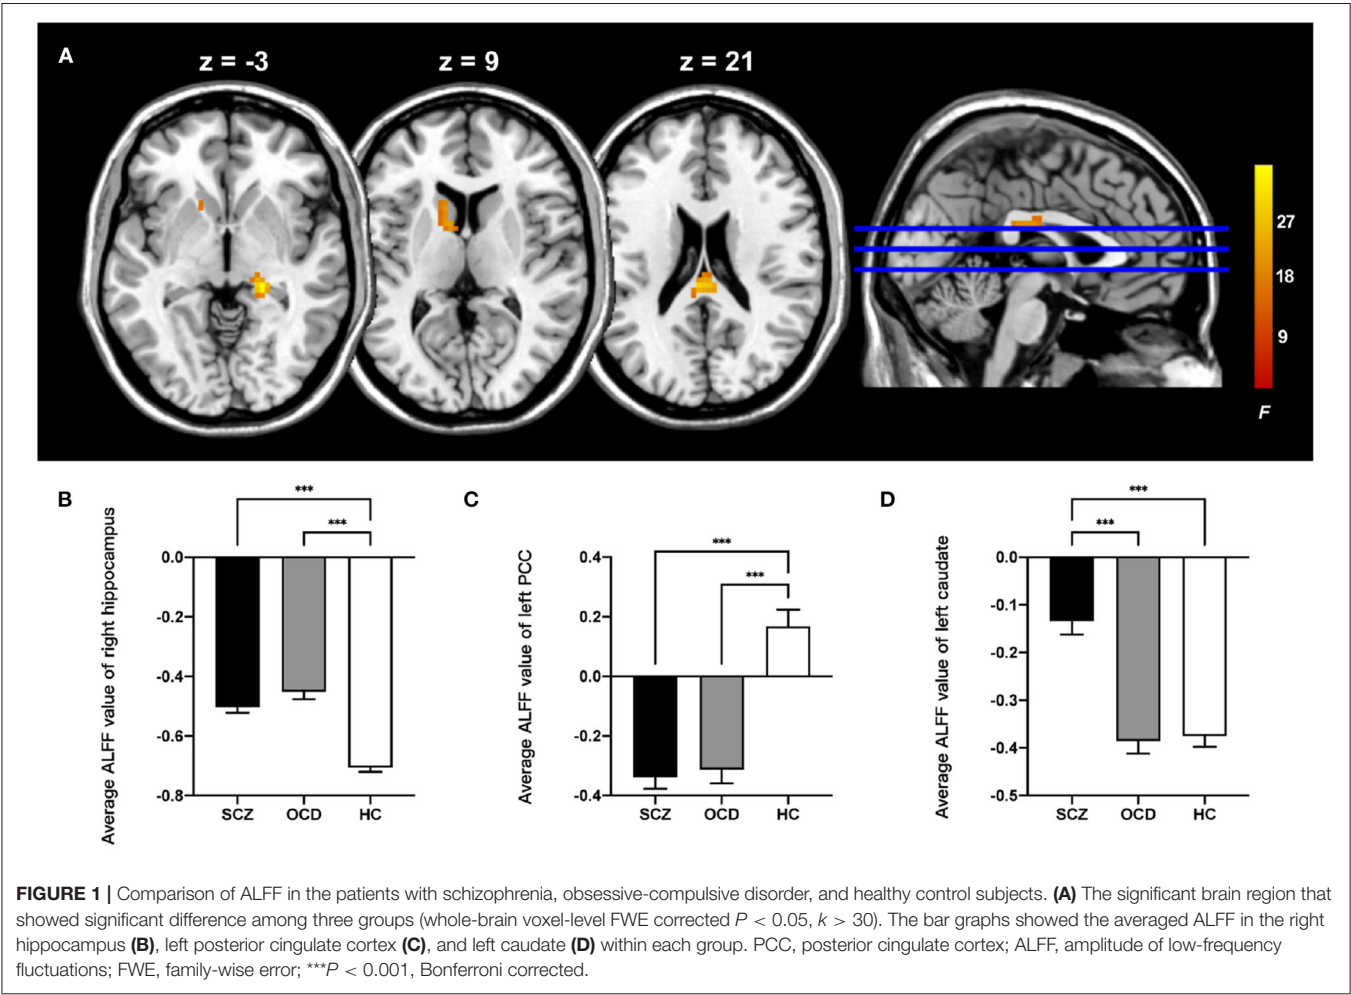 A
z = -3
z = 9
z = 21
27
18
9
F
B
***
***
Average ALFF value of right hippocampus
0.0
-0.2
-0.4
-0.6
-0.8
SCZ OCD HC
C
***
***
Average ALFF value of left PCC
0.4
0.2
0.0
-0.2
-0.4
SCZ OCD HC
D
***
***
Average ALFF value of left caudate
0.0
-0.1
-0.2
-0.3
-0.4
-0.5
SCZ OCD HC
FIGURE 1 | Comparison of ALFF in the patients with schizophrenia, obsessive-compulsive disorder, and healthy control subjects. (A) The significant brain region that
showed significant difference among three groups (whole-brain voxel-level FWE corrected P < 0.05, k > 30). The bar graphs showed the averaged ALFF in the right
hippocampus (B), left posterior cingulate cortex (C), and left caudate (D) within each group. PCC, posterior cingulate cortex; ALFF, amplitude of low-frequency
fluctuations; FWE, family-wise error; ***P < 0.001, Bonferroni corrected.